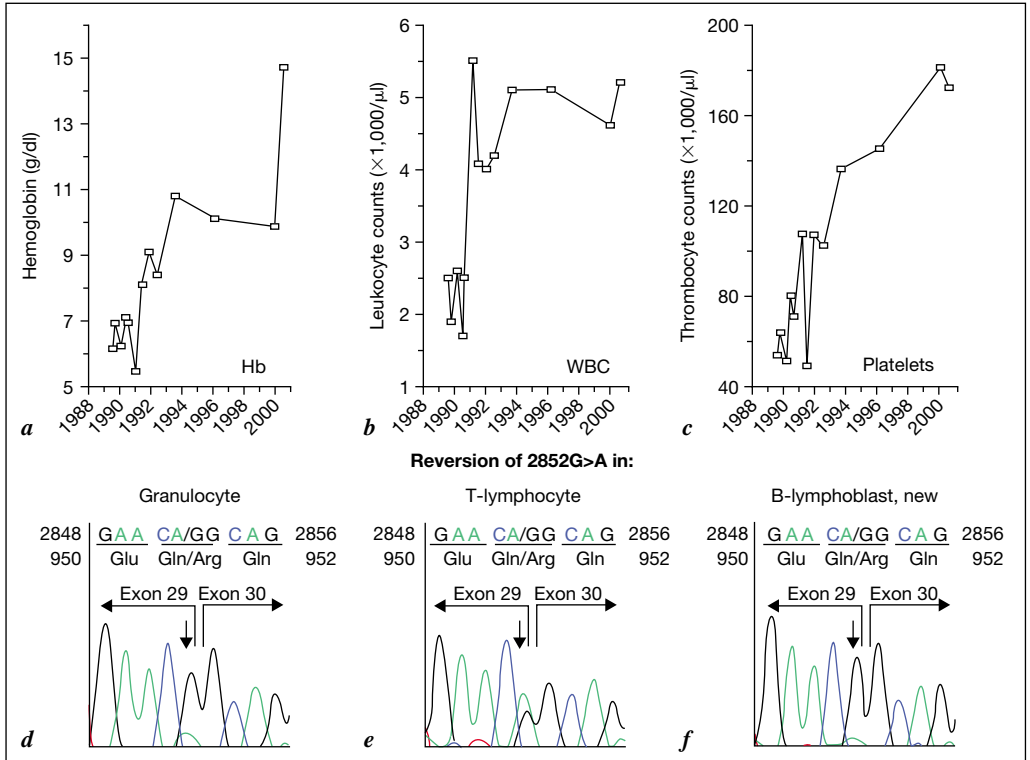 15
13
11
9
7
5
Hemoglobin (g/dl)
Hb
1988
1990
1992
1994
1996
1998
2000
a
6
5
4
3
2
1
Leukocyte counts (×1,000/μl)
WBC
1988
1990
1992
1994
1996
1998
2000
b
200
160
120
80
40
Thrombocyte counts (×1,000/μl)
Platelets
1988
1990
1992
1994
1996
1998
2000
c
Reversion of 2852G>A in:
Granulocyte
2848 GAA CA/GG CAG 2856
950 Glu Gln/Arg Gln 952
Exon 29 Exon 30
d
T-lymphocyte
2848 GAA CA/GG CAG 2856
950 Glu Gln/Arg Gln 952
Exon 29 Exon 30
e
B-lymphoblast, new
2848 GAA CA/GG CAG 2856
950 Glu Gln/Arg Gln 952
Exon 29 Exon 30
f